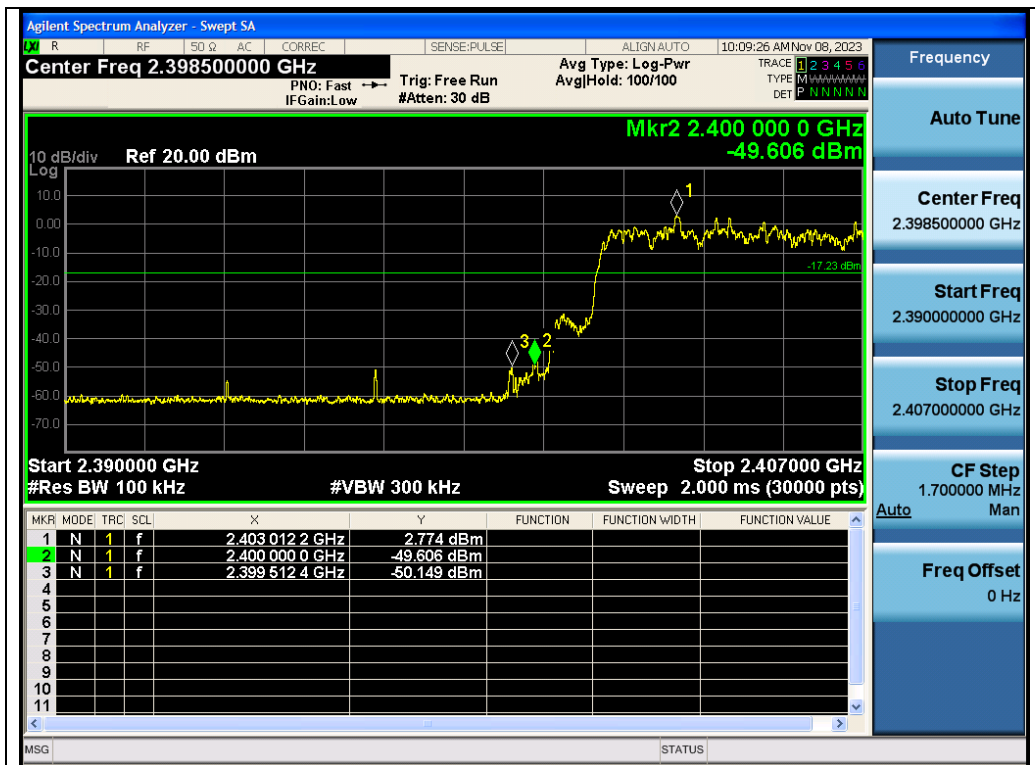 Agilent Spectrum Analyzer - Swept SA
LXI R RF 50 Ω AC CORREC SENSE:PULSE ALIGN AUTO 10:09:26 AM Nov 08, 2023
Center Freq 2.398500000 GHz
PNO: Fast
IFGain:Low
Trig: Free Run
#Atten: 30 dB
Avg Type: Log-Pwr
Avg|Hold: 100/100
TRACE 1 2 3 4 5 6
TYPE M
DET P N N N N N
Mkr2 2.400 000 0 GHz
-49.606 dBm
10 dB/div Ref 20.00 dBm
Log
10.0
0.00
-10.0
-20.0
-30.0
-40.0
-50.0
-60.0
-70.0
1
-17.23 dBm
3 2
Start 2.390000 GHz Stop 2.407000 GHz
#Res BW 100 kHz #VBW 300 kHz Sweep 2.000 ms (30000 pts)
MKR MODE TRC SCL X Y FUNCTION FUNCTION WIDTH FUNCTION VALUE
1 N 1 f 2.403 012 2 GHz 2.774 dBm
2 N 1 f 2.400 000 0 GHz -49.606 dBm
3 N 1 f 2.399 512 4 GHz -50.149 dBm
4
5
6
7
8
9
10
11
MSG STATUS
Frequency
Auto Tune
Center Freq
2.398500000 GHz
Start Freq
2.390000000 GHz
Stop Freq
2.407000000 GHz
CF Step
1.700000 MHz
Auto Man
Freq Offset
0 Hz